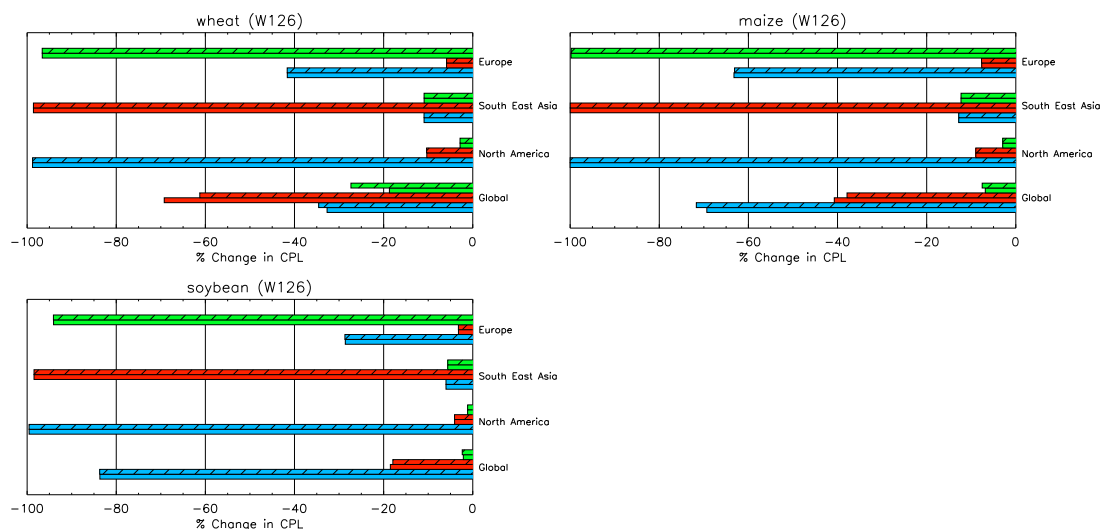 wheat (W126)
Europe
South East Asia
North America
Global
−100 −80 −60 −40 −20 0
% Change in CPL
maize (W126)
Europe
South East Asia
North America
Global
−100 −80 −60 −40 −20 0
% Change in CPL
soybean (W126)
Europe
South East Asia
North America
Global
−100 −80 −60 −40 −20 0
% Change in CPL